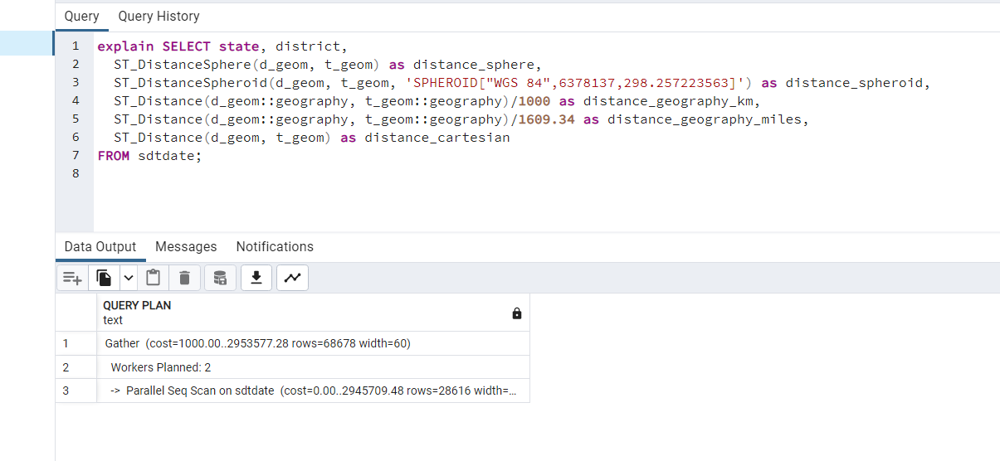 Query Query History
1 explain SELECT state, district,
2 ST_DistanceSphere(d_geom, t_geom) as distance_sphere,
3 ST_DistanceSpheroid(d_geom, t_geom, 'SPHEROID["WGS 84",6378137,298.257223563]') as distance_spheroid,
4 ST_Distance(d_geom::geography, t_geom::geography)/1000 as distance_geography_km,
5 ST_Distance(d_geom::geography, t_geom::geography)/1609.34 as distance_geography_miles,
6 ST_Distance(d_geom, t_geom) as distance_cartesian
7 FROM sdtdate;
8
Data Output Messages Notifications
QUERY PLAN
text
1 Gather (cost=1000.00..2953577.28 rows=68678 width=60)
2 Workers Planned: 2
3 -> Parallel Seq Scan on sdtdate (cost=0.00..2945709.48 rows=28616 width=...